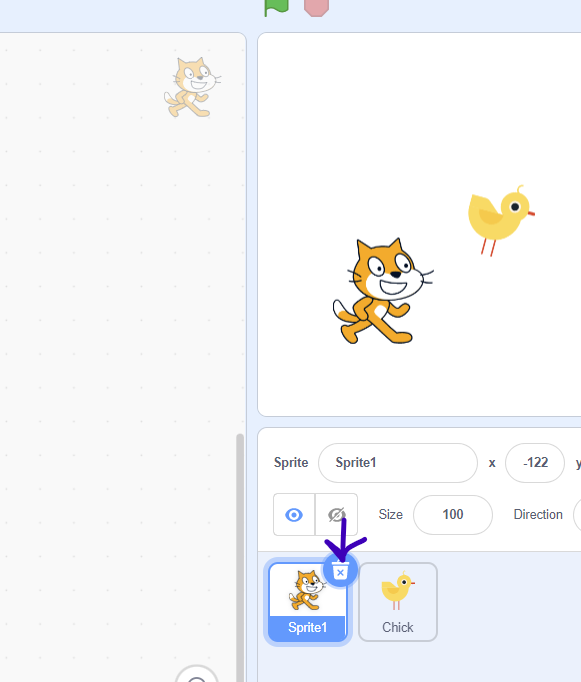 Sprite Sprite1 x -122 y
Size 100 Direction
Sprite1 Chick